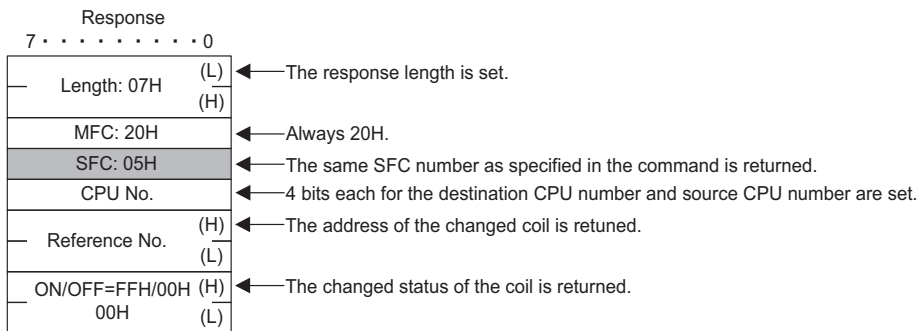 Response
7 · · · · · · · · · 0
Length: 07H (L) (H) The response length is set.
MFC: 20H Always 20H.
SFC: 05H The same SFC number as specified in the command is returned.
CPU No. 4 bits each for the destination CPU number and source CPU number are set.
Reference No. (H) (L) The address of the changed coil is retuned.
ON/OFF=FFH/00H (H) The changed status of the coil is returned.
00H (L)